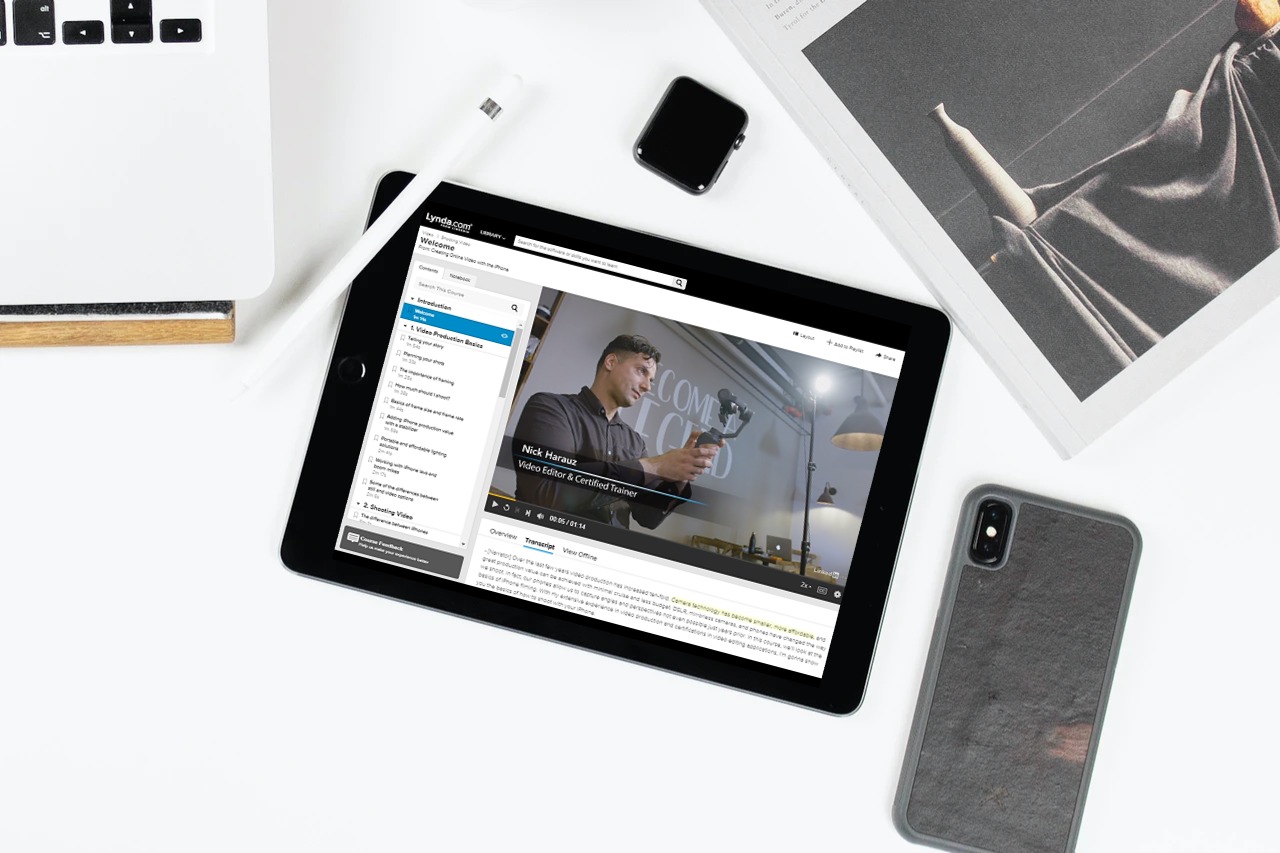 alt
Lynda.com
LIBRARY
Search for the software or skills you want to learn
Video > Shooting Video
Welcome
From: Creating Online Video with the iPhone
Contents
Notebook
Search This Course
Introduction
Welcome
1m 14s
1. Video Production Basics
Telling your story
Planning your shots
The importance of framing
How much should I shoot?
Basics of frame size and frame rate
Adding iPhone production value
with a stabilizer
Portable and affordable lighting
solutions
Working with iPhone lavs and
boom mikes
Some of the differences between
still and video options
2. Shooting Video
The difference between iPhones
Course Feedback
Help us make your experience better
Layout
Add to Playlist
Share
Nick Harauz
Video Editor & Certified Trainer
00:05 / 01:14
2x
Overview
Transcript
View Offline
- [Narrator] Over the last few years video production has increased ten-fold. Camera technology has become smaller, more affordable, and
great production value can be achieved with minimal cruise and less budget. DSLR, mirrorless cameras, and phones have changed the way
we shoot. In fact, our phones allow us to capture angles and perspectives not even possible just years prior. In this course, we'll look at the
basics of iPhone filming. With my extensive experience in video production and certifications in video editing applications, I'm gonna show
you the basics of how to shoot with your iPhone.